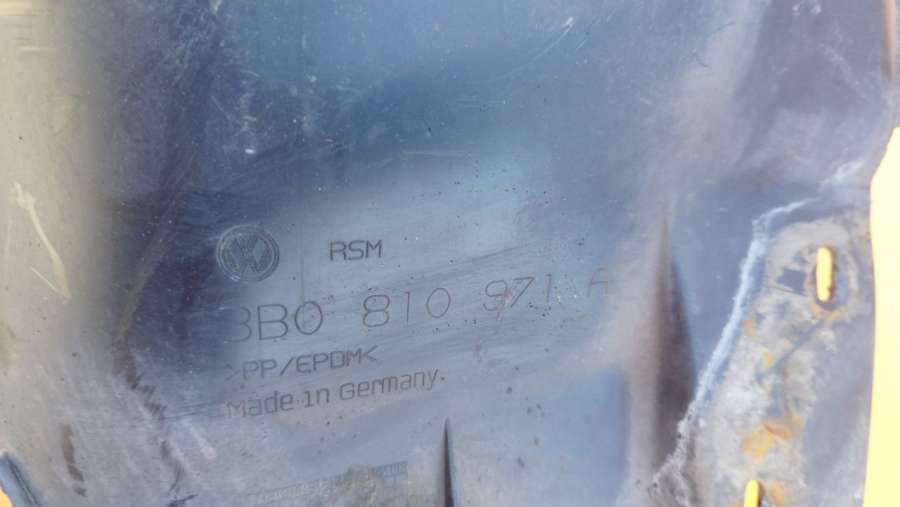 RSM
3B0 810 971 A
>PP/EPDM<
Made in Germany.